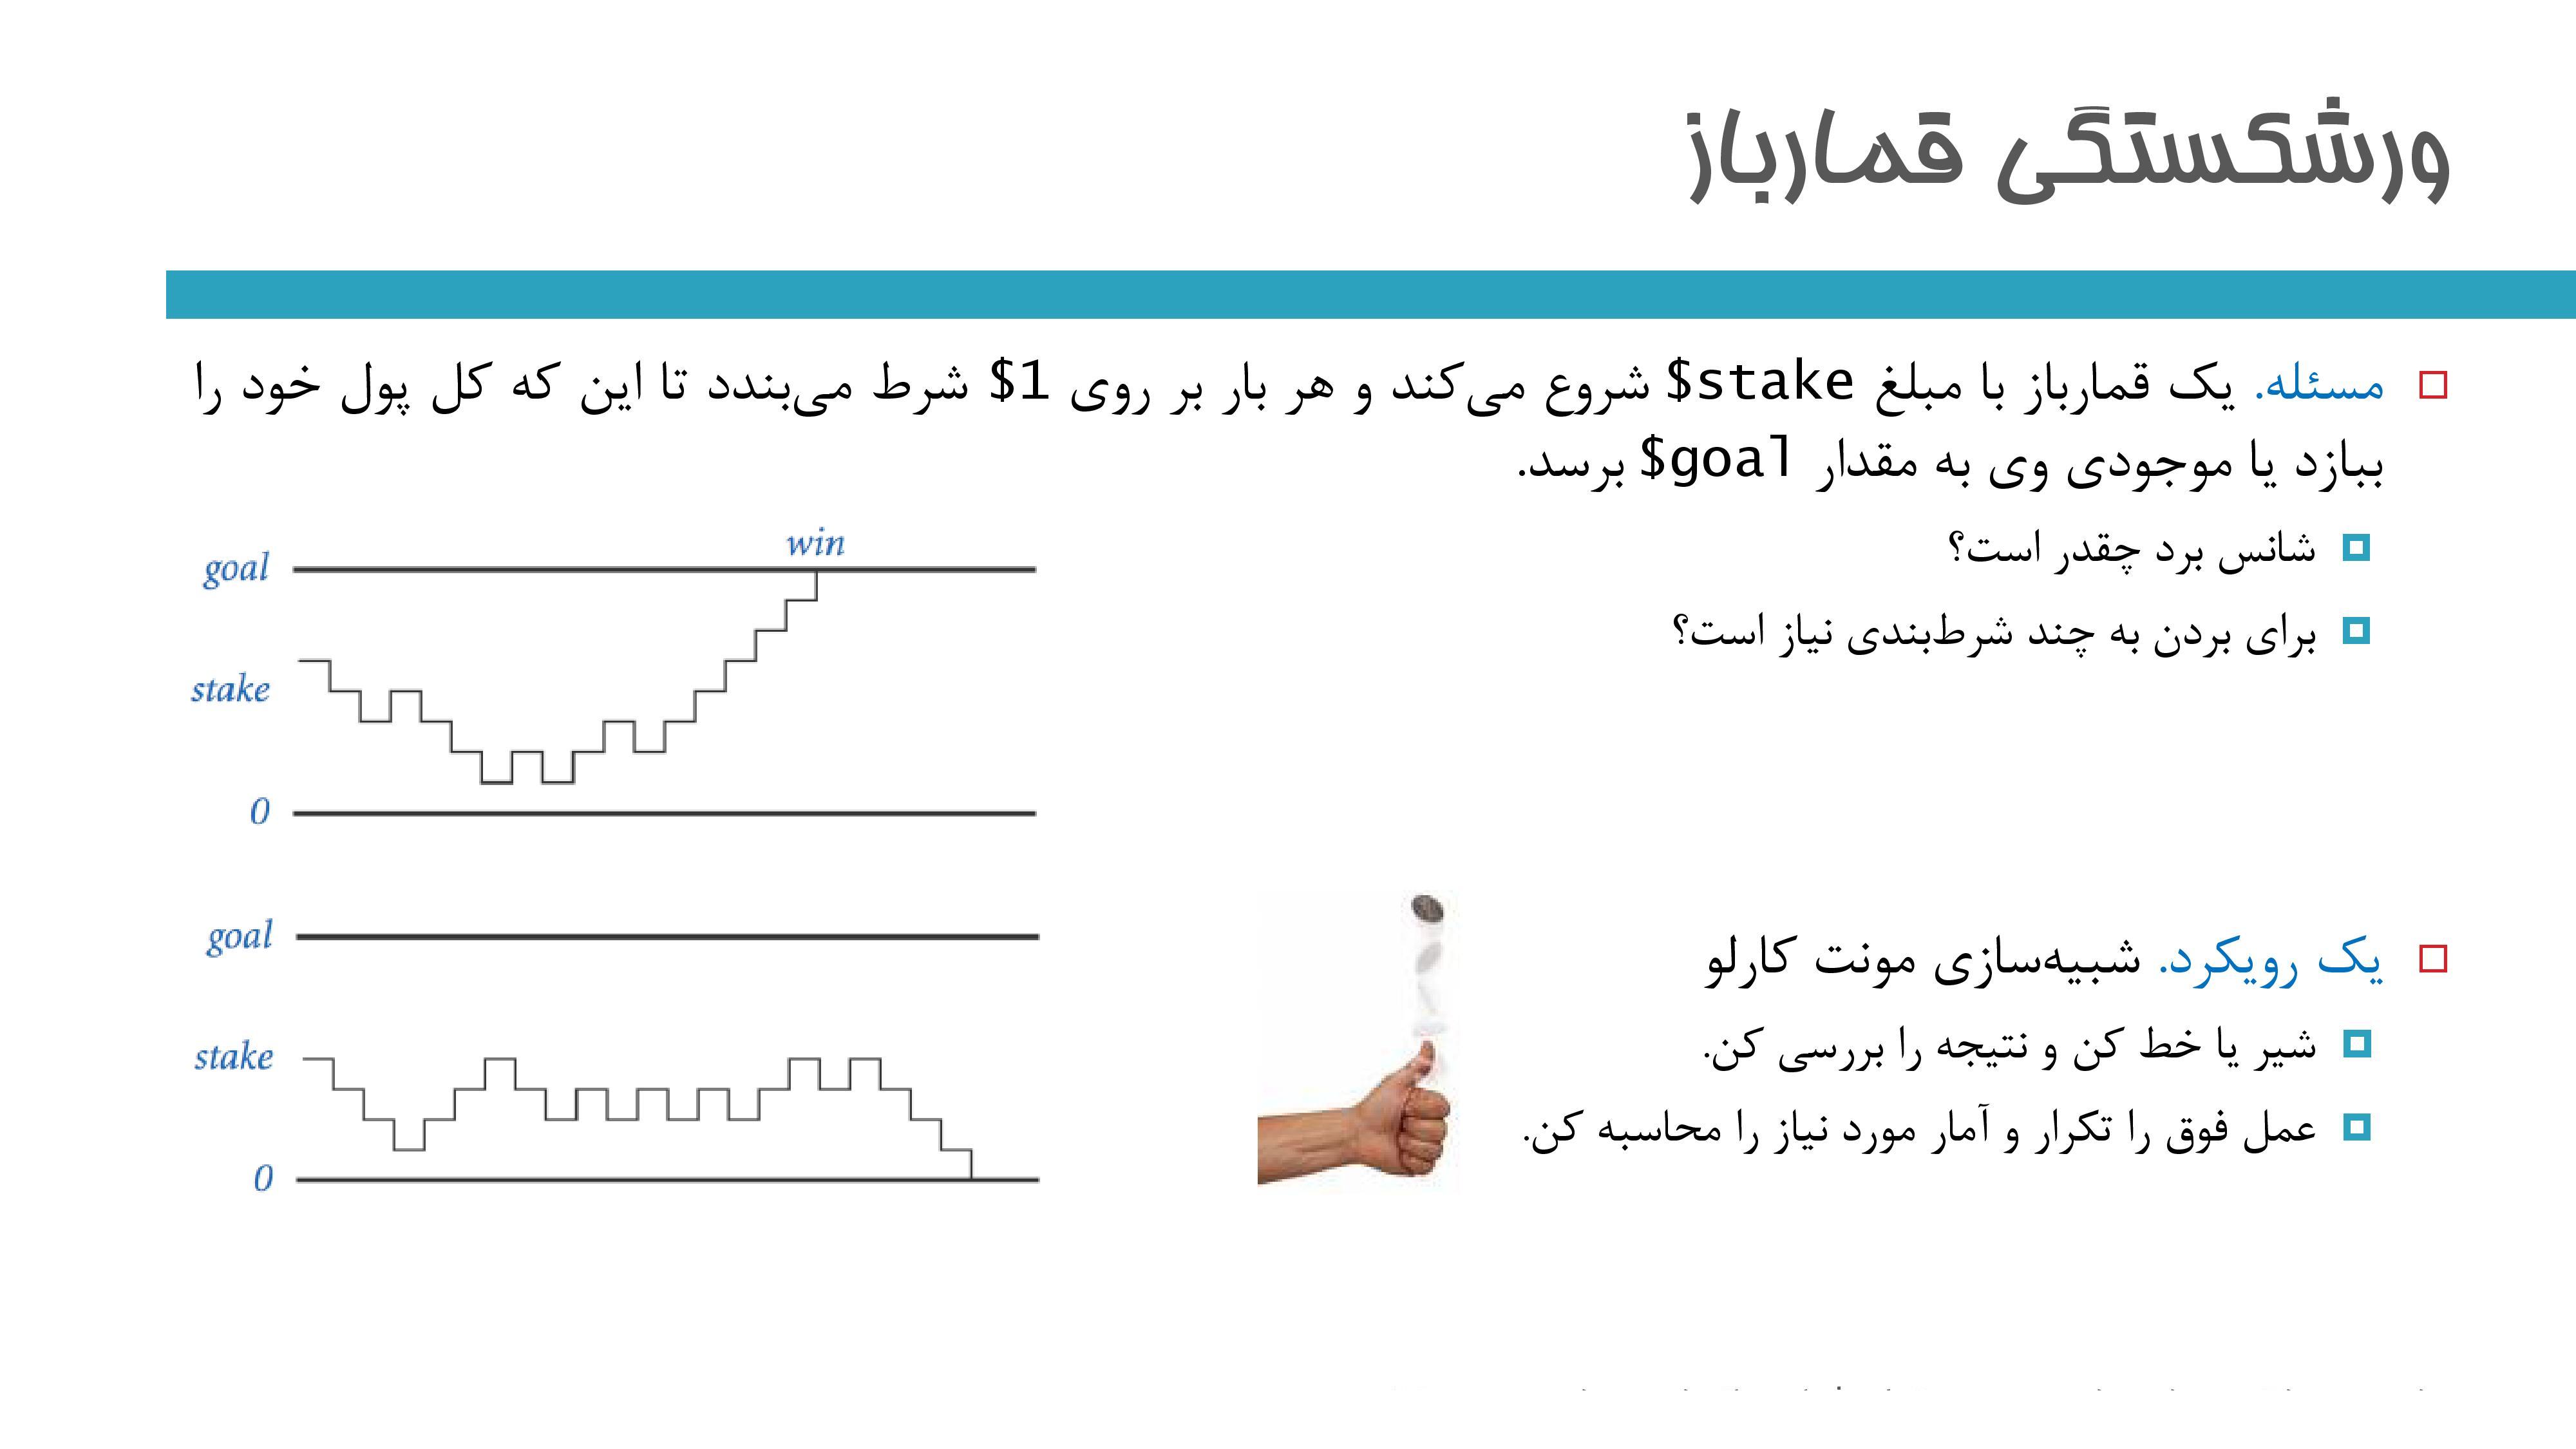 ورشکستگی قمارباز
مسئله. یک قمارباز با مبلغ $stake شروع می‌کند و هر بار بر روی $1 شرط می‌بندد تا این که کل پول خود را
ببازد یا موجودی وی به مقدار $goal برسد.
شانس برد چقدر است؟
برای بردن به چند شرط‌بندی نیاز است؟
win
goal
stake
0
یک رویکرد. شبیه‌سازی مونت کارلو
شیر یا خط کن و نتیجه را بررسی کن.
عمل فوق را تکرار و آمار مورد نیاز را محاسبه کن.
goal
stake
0